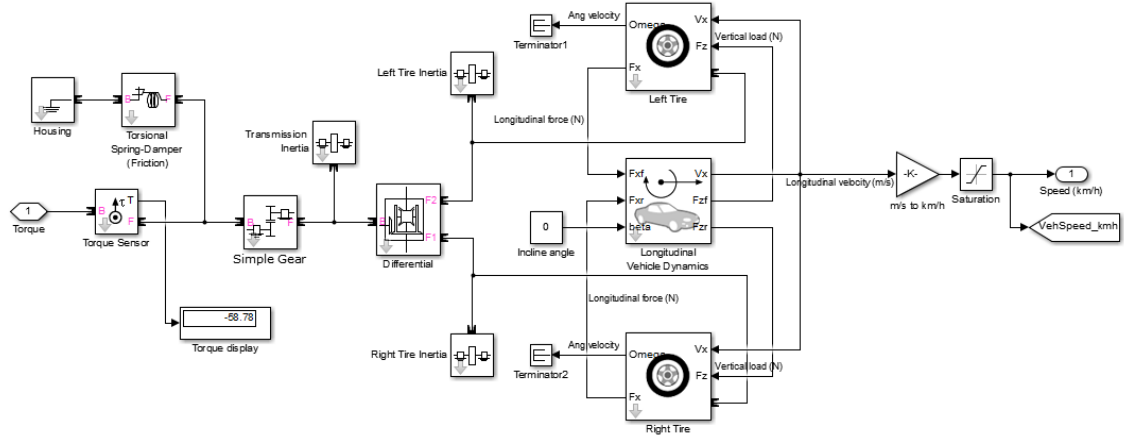 Housing
B
F
Torsional
Spring-Damper
(Friction)
1
Torque
B
T
F
τ
Torque Sensor
-58.78
Torque display
B
F
Simple Gear
Transmission
Inertia
B
F2
F1
Differential
Left Tire Inertia
Right Tire Inertia
Ang velocity
Terminator1
Omega
Vx
Fz
Fx
Left Tire
Vertical load (N)
Longitudinal force (N)
Fxf
Fxr
beta
Vx
Fzf
Fzr
Longitudinal
Vehicle Dynamics
0
Incline angle
Longitudinal force (N)
Ang velocity
Terminator2
Omega
Vx
Fz
Fx
Right Tire
Vertical load (N)
Longitudinal velocity (m/s)
-K-
m/s to km/h
Saturation
1
Speed (km/h)
VehSpeed_kmh